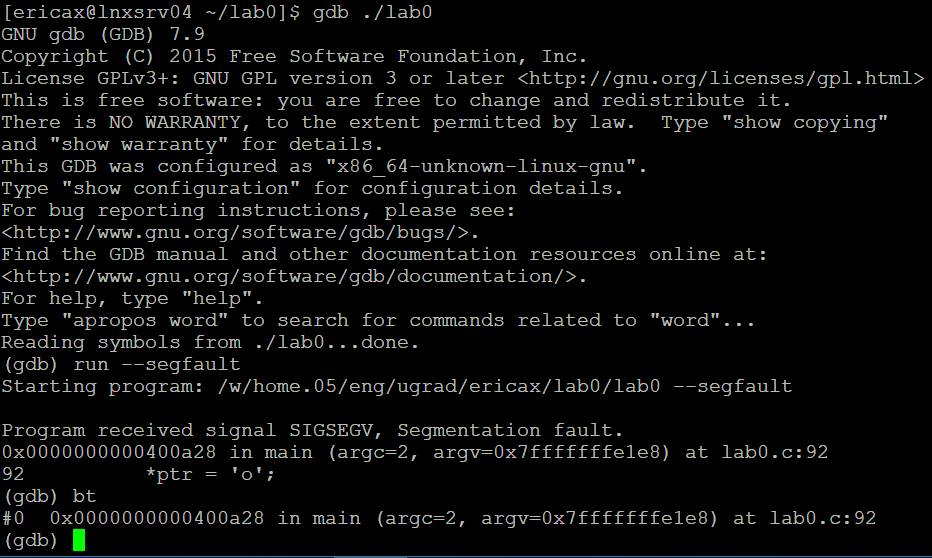 [ericax@lnxsrv04 ~/lab0]$ gdb ./lab0
GNU gdb (GDB) 7.9
Copyright (C) 2015 Free Software Foundation, Inc.
License GPLv3+: GNU GPL version 3 or later <http://gnu.org/licenses/gpl.html>
This is free software: you are free to change and redistribute it.
There is NO WARRANTY, to the extent permitted by law.  Type "show copying"
and "show warranty" for details.
This GDB was configured as "x86_64-unknown-linux-gnu".
Type "show configuration" for configuration details.
For bug reporting instructions, please see:
<http://www.gnu.org/software/gdb/bugs/>.
Find the GDB manual and other documentation resources online at:
<http://www.gnu.org/software/gdb/documentation/>.
For help, type "help".
Type "apropos word" to search for commands related to "word"...
Reading symbols from ./lab0...done.
(gdb) run --segfault
Starting program: /w/home.05/eng/ugrad/ericax/lab0/lab0 --segfault
Program received signal SIGSEGV, Segmentation fault.
0x0000000000400a28 in main (argc=2, argv=0x7fffffffe1e8) at lab0.c:92
92          *ptr = 'o';
(gdb) bt
#0  0x0000000000400a28 in main (argc=2, argv=0x7fffffffe1e8) at lab0.c:92
(gdb)